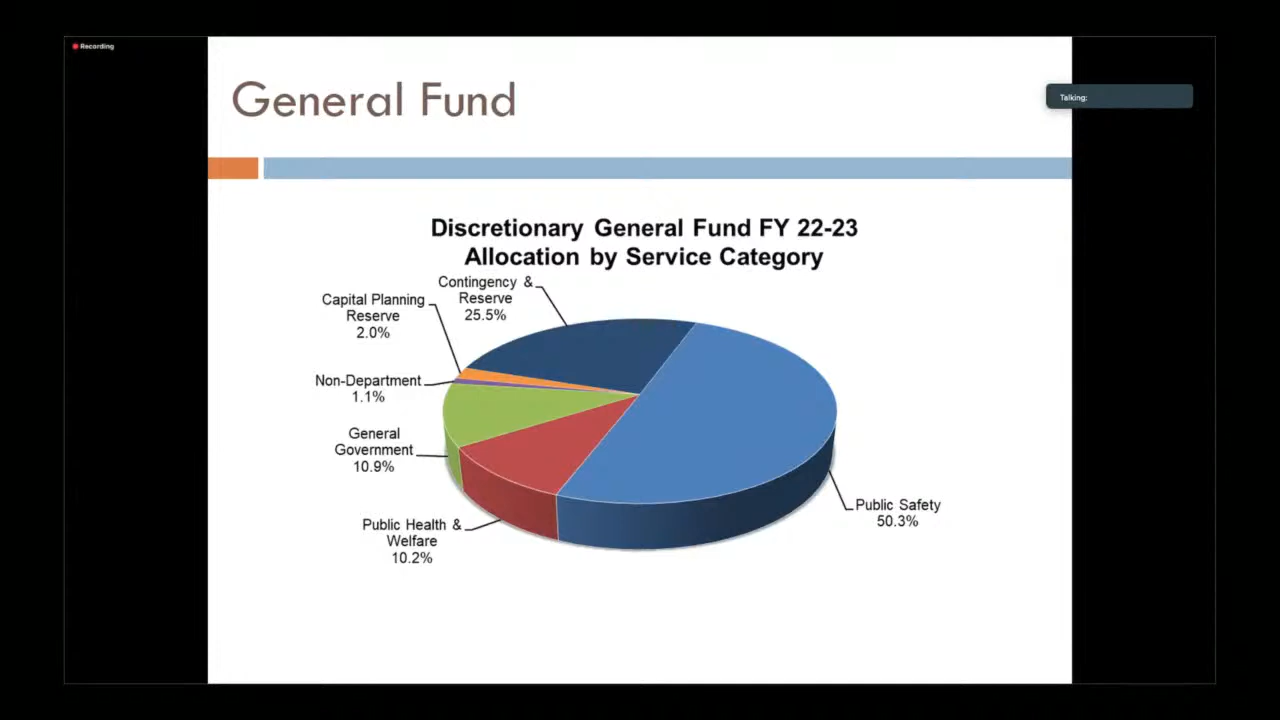 Recording
General Fund
Talking:
Discretionary General Fund FY 22-23
Allocation by Service Category
Contingency &
Reserve
25.5%
Capital Planning
Reserve
2.0%
Non-Department
1.1%
General
Government
10.9%
Public Health &
Welfare
10.2%
Public Safety
50.3%